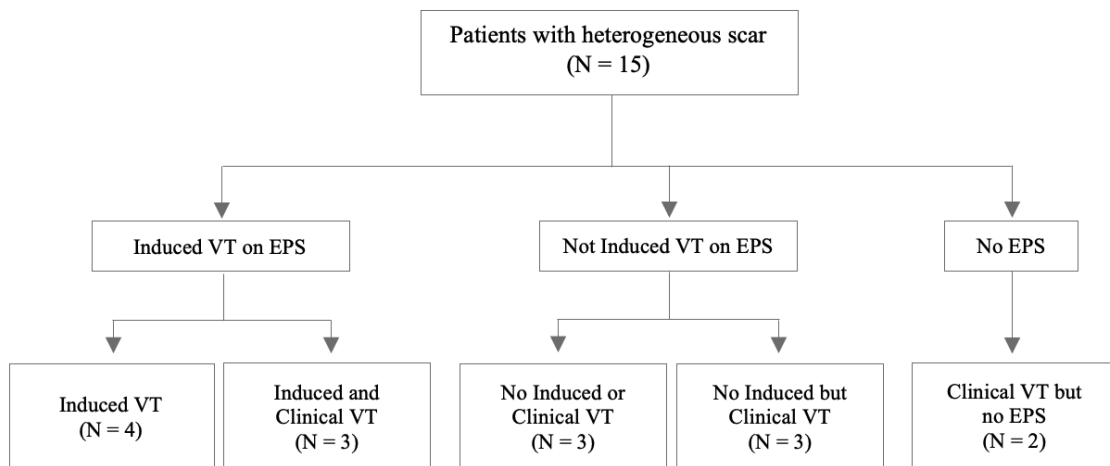 Patients with heterogeneous scar
(N = 15)
Induced VT on EPS
Not Induced VT on EPS
No EPS
Induced VT
(N = 4)
Induced and
Clinical VT
(N = 3)
No Induced or
Clinical VT
(N = 3)
No Induced but
Clinical VT
(N = 3)
Clinical VT but
no EPS
(N = 2)